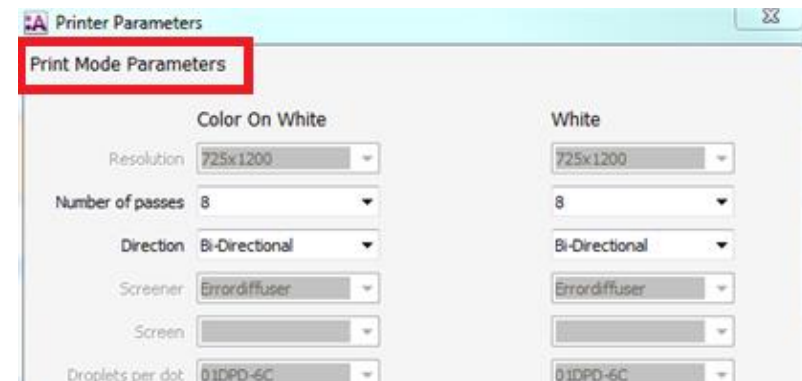 :A Printer Parameters
Print Mode Parameters
Color On White White
Resolution 725x1200 725x1200
Number of passes 8 8
Direction Bi-Directional Bi-Directional
Screener Errordiffuser Errordiffuser
Screen
Droplets per dot 01DPD-6C 01DPD-6C